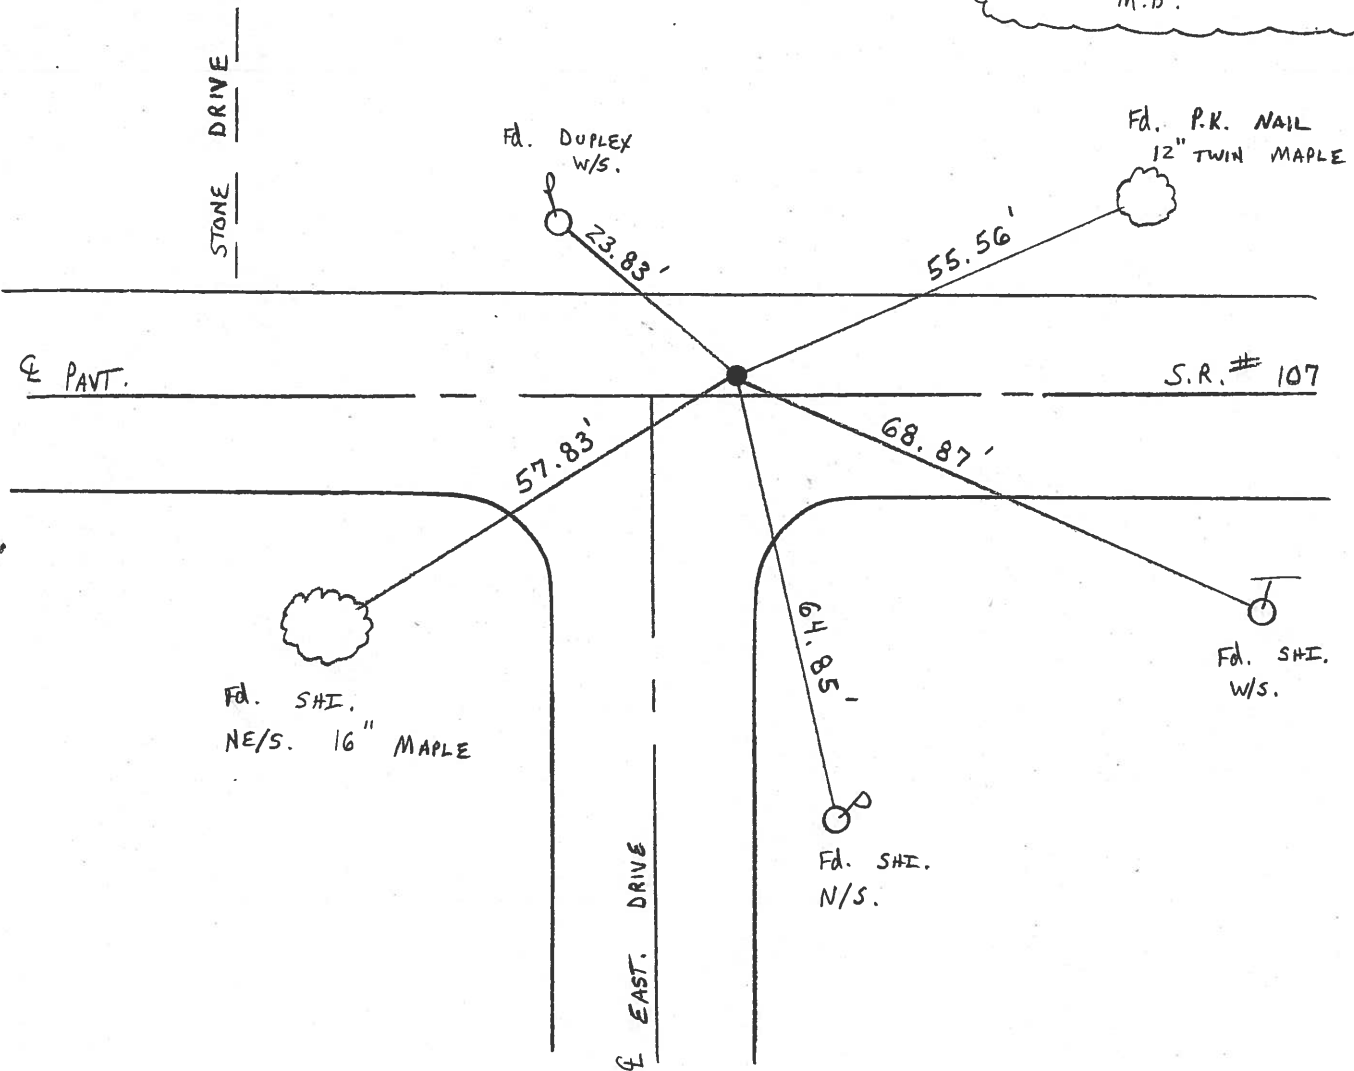 M.D.
STONE DRIVE
Fd. DUPLEX
W/S.
Fd. P.K. NAIL
12" TWIN MAPLE
23.83'
55.56'
℄ PAVT.
S.R. # 107
57.83'
68.87'
64.85'
Fd. SHI.
W/S.
Fd. SHI.
NE/S. 16" MAPLE
Fd. SHI.
N/S.
℄ EAST. DRIVE